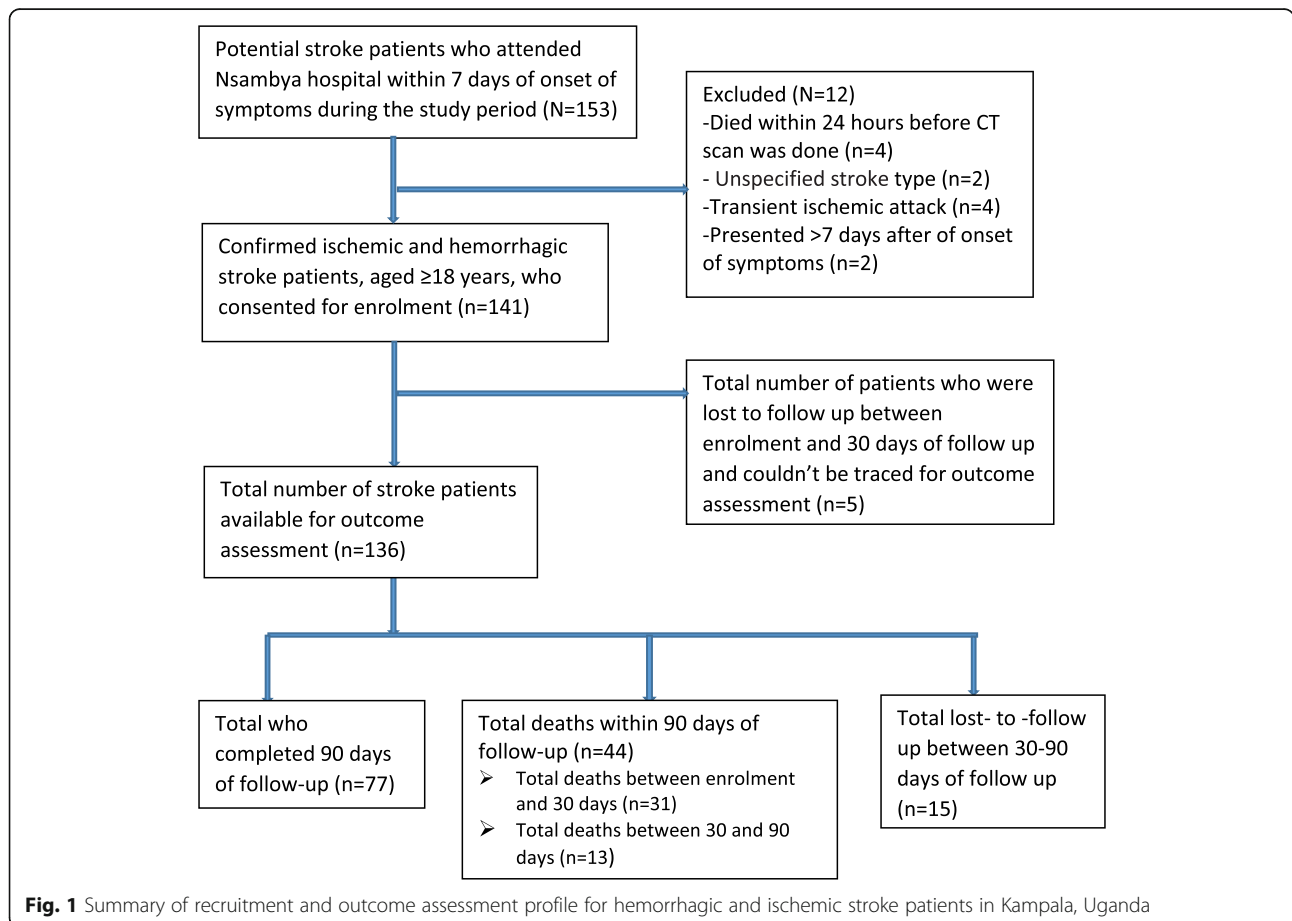 Potential stroke patients who attended
Nsambya hospital within 7 days of onset of
symptoms during the study period (N=153)
Excluded (N=12)
-Died within 24 hours before CT
scan was done (n=4)
- Unspecified stroke type (n=2)
-Transient ischemic attack (n=4)
-Presented >7 days after of onset
of symptoms (n=2)
Confirmed ischemic and hemorrhagic
stroke patients, aged ≥18 years, who
consented for enrolment (n=141)
Total number of patients who were
lost to follow up between
enrolment and 30 days of follow up
and couldn't be traced for outcome
assessment (n=5)
Total number of stroke patients
available for outcome
assessment (n=136)
Total who
completed 90 days
of follow-up (n=77)
Total deaths within 90 days of
follow-up (n=44)
➢ Total deaths between enrolment
and 30 days (n=31)
➢ Total deaths between 30 and 90
days (n=13)
Total lost- to -follow
up between 30-90
days of follow up
(n=15)
Fig. 1 Summary of recruitment and outcome assessment profile for hemorrhagic and ischemic stroke patients in Kampala, Uganda